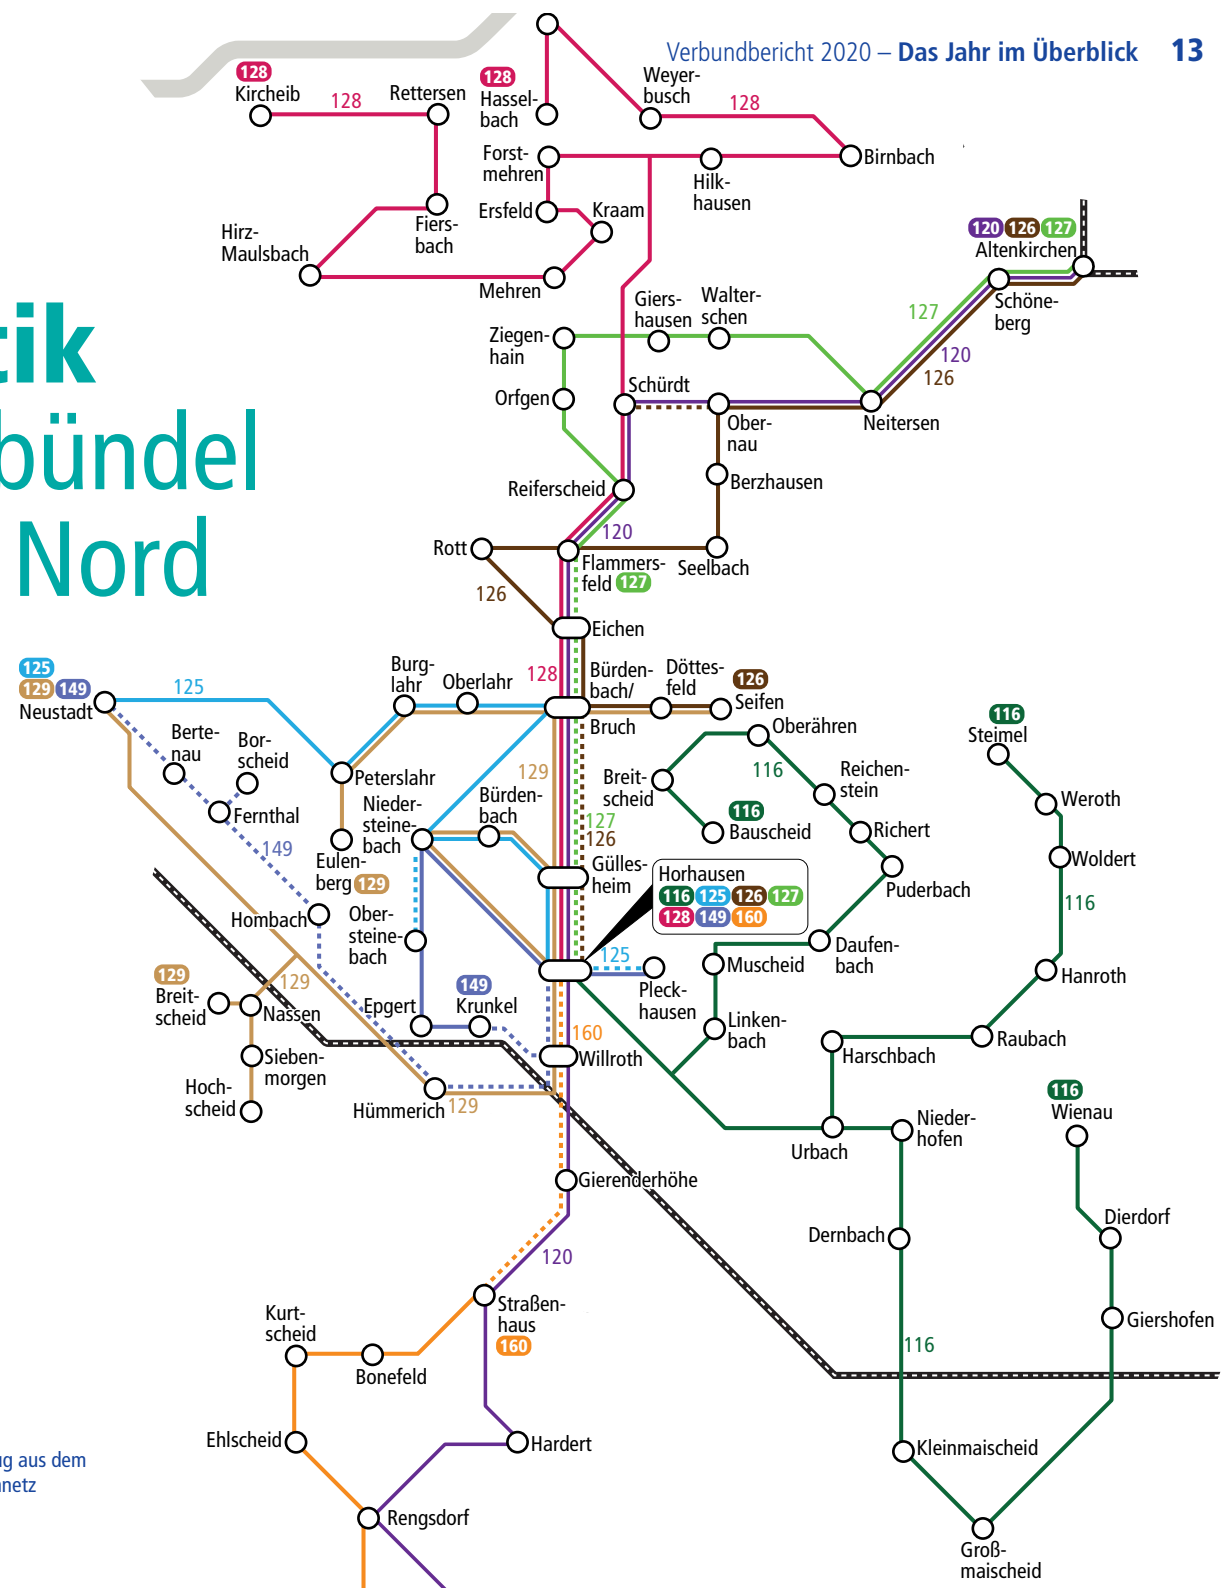 Verbundbericht 2020 – Das Jahr im Überblick 13
128
Kircheib
128
Rettersen
128
Hassel-
bach
Weyer-
busch
128
Birnbach
Forst-
mehren
Hilk-
hausen
Ersfeld
Kraam
Fiers-
bach
Hirz-
Maulsbach
Mehren
120 126 127
Altenkirchen
Schöne-
berg
127
120
126
Giers-
hausen
Walter-
schen
Ziegen-
hain
tik
Schürdt
Orfgen
Ober-
nau
Neitersen
bündel
Reiferscheid
Berzhausen
Nord
120
Rott
Flammers-
feld 127
Seelbach
126
Eichen
125
129 149
Neustadt
125
Burg-
lahr
Oberlahr
128
Bürden-
bach/
Bruch
Döttes-
feld
126
Seifen
116
Steimel
Oberähren
Berte-
nau
Bor-
scheid
Peterslahr
129
Breit-
scheid
116
Reichen-
stein
Weroth
Fernthal
Nieder-
steine-
bach
Bürden-
bach
127
126
116
Bauscheid
Richert
149
Eulen-
berg 129
Gülles-
heim
Woldert
Horhausen
116 125 126 127
128 149 160
Puderbach
116
Hombach
Ober-
steine-
bach
125
Daufen-
bach
Muscheid
Hanroth
129
Breit-
scheid
129
Nassen
149
Krunkel
Epgert
Pleck-
hausen
Linken-
bach
Raubach
160
Harschbach
Sieben-
morgen
Willroth
Hoch-
scheid
Hümmerich
129
116
Wienau
Nieder-
hofen
Urbach
Gierenderhöhe
Dierdorf
Dernbach
120
Straßen-
haus
160
Kurt-
scheid
Giershofen
116
Bonefeld
Ehlscheid
Hardert
Kleinmaischeid
g aus dem
netz
Rengsdorf
Groß-
maischeid